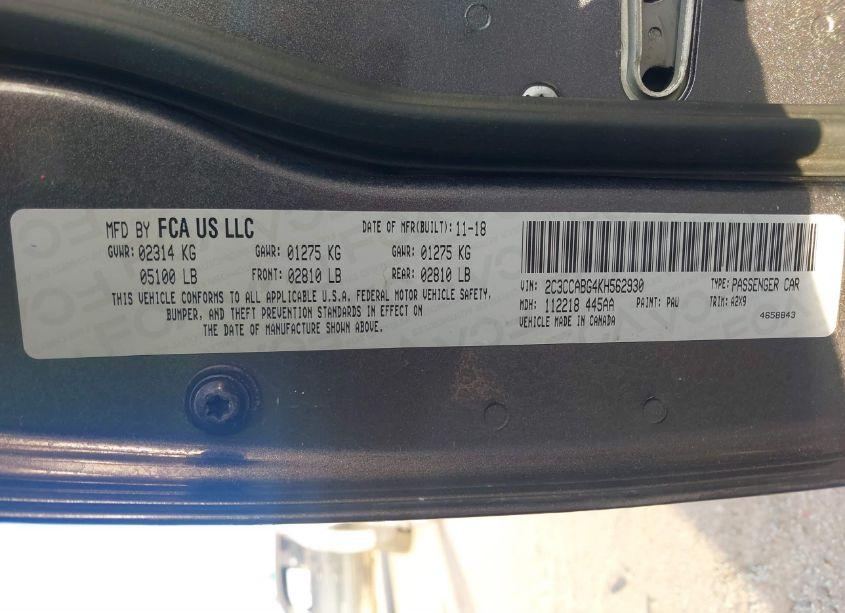 MFD BY FCA US LLC DATE OF MFR(BUILT): 11-18
GVWR: 02314 KG GAWR: 01275 KG GAWR: 01275 KG
05100 LB FRONT: 02810 LB REAR: 02810 LB
THIS VEHICLE CONFORMS TO ALL APPLICABLE U.S.A. FEDERAL MOTOR VEHICLE SAFETY,
BUMPER, AND THEFT PREVENTION STANDARDS IN EFFECT ON
THE DATE OF MANUFACTURE SHOWN ABOVE.
VIN: 2C3CCABG4KH562930 TYPE: PASSENGER CAR
MDH: 112218 445AA PAINT: PAU TRIM: A2X9
VEHICLE MADE IN CANADA 4658843